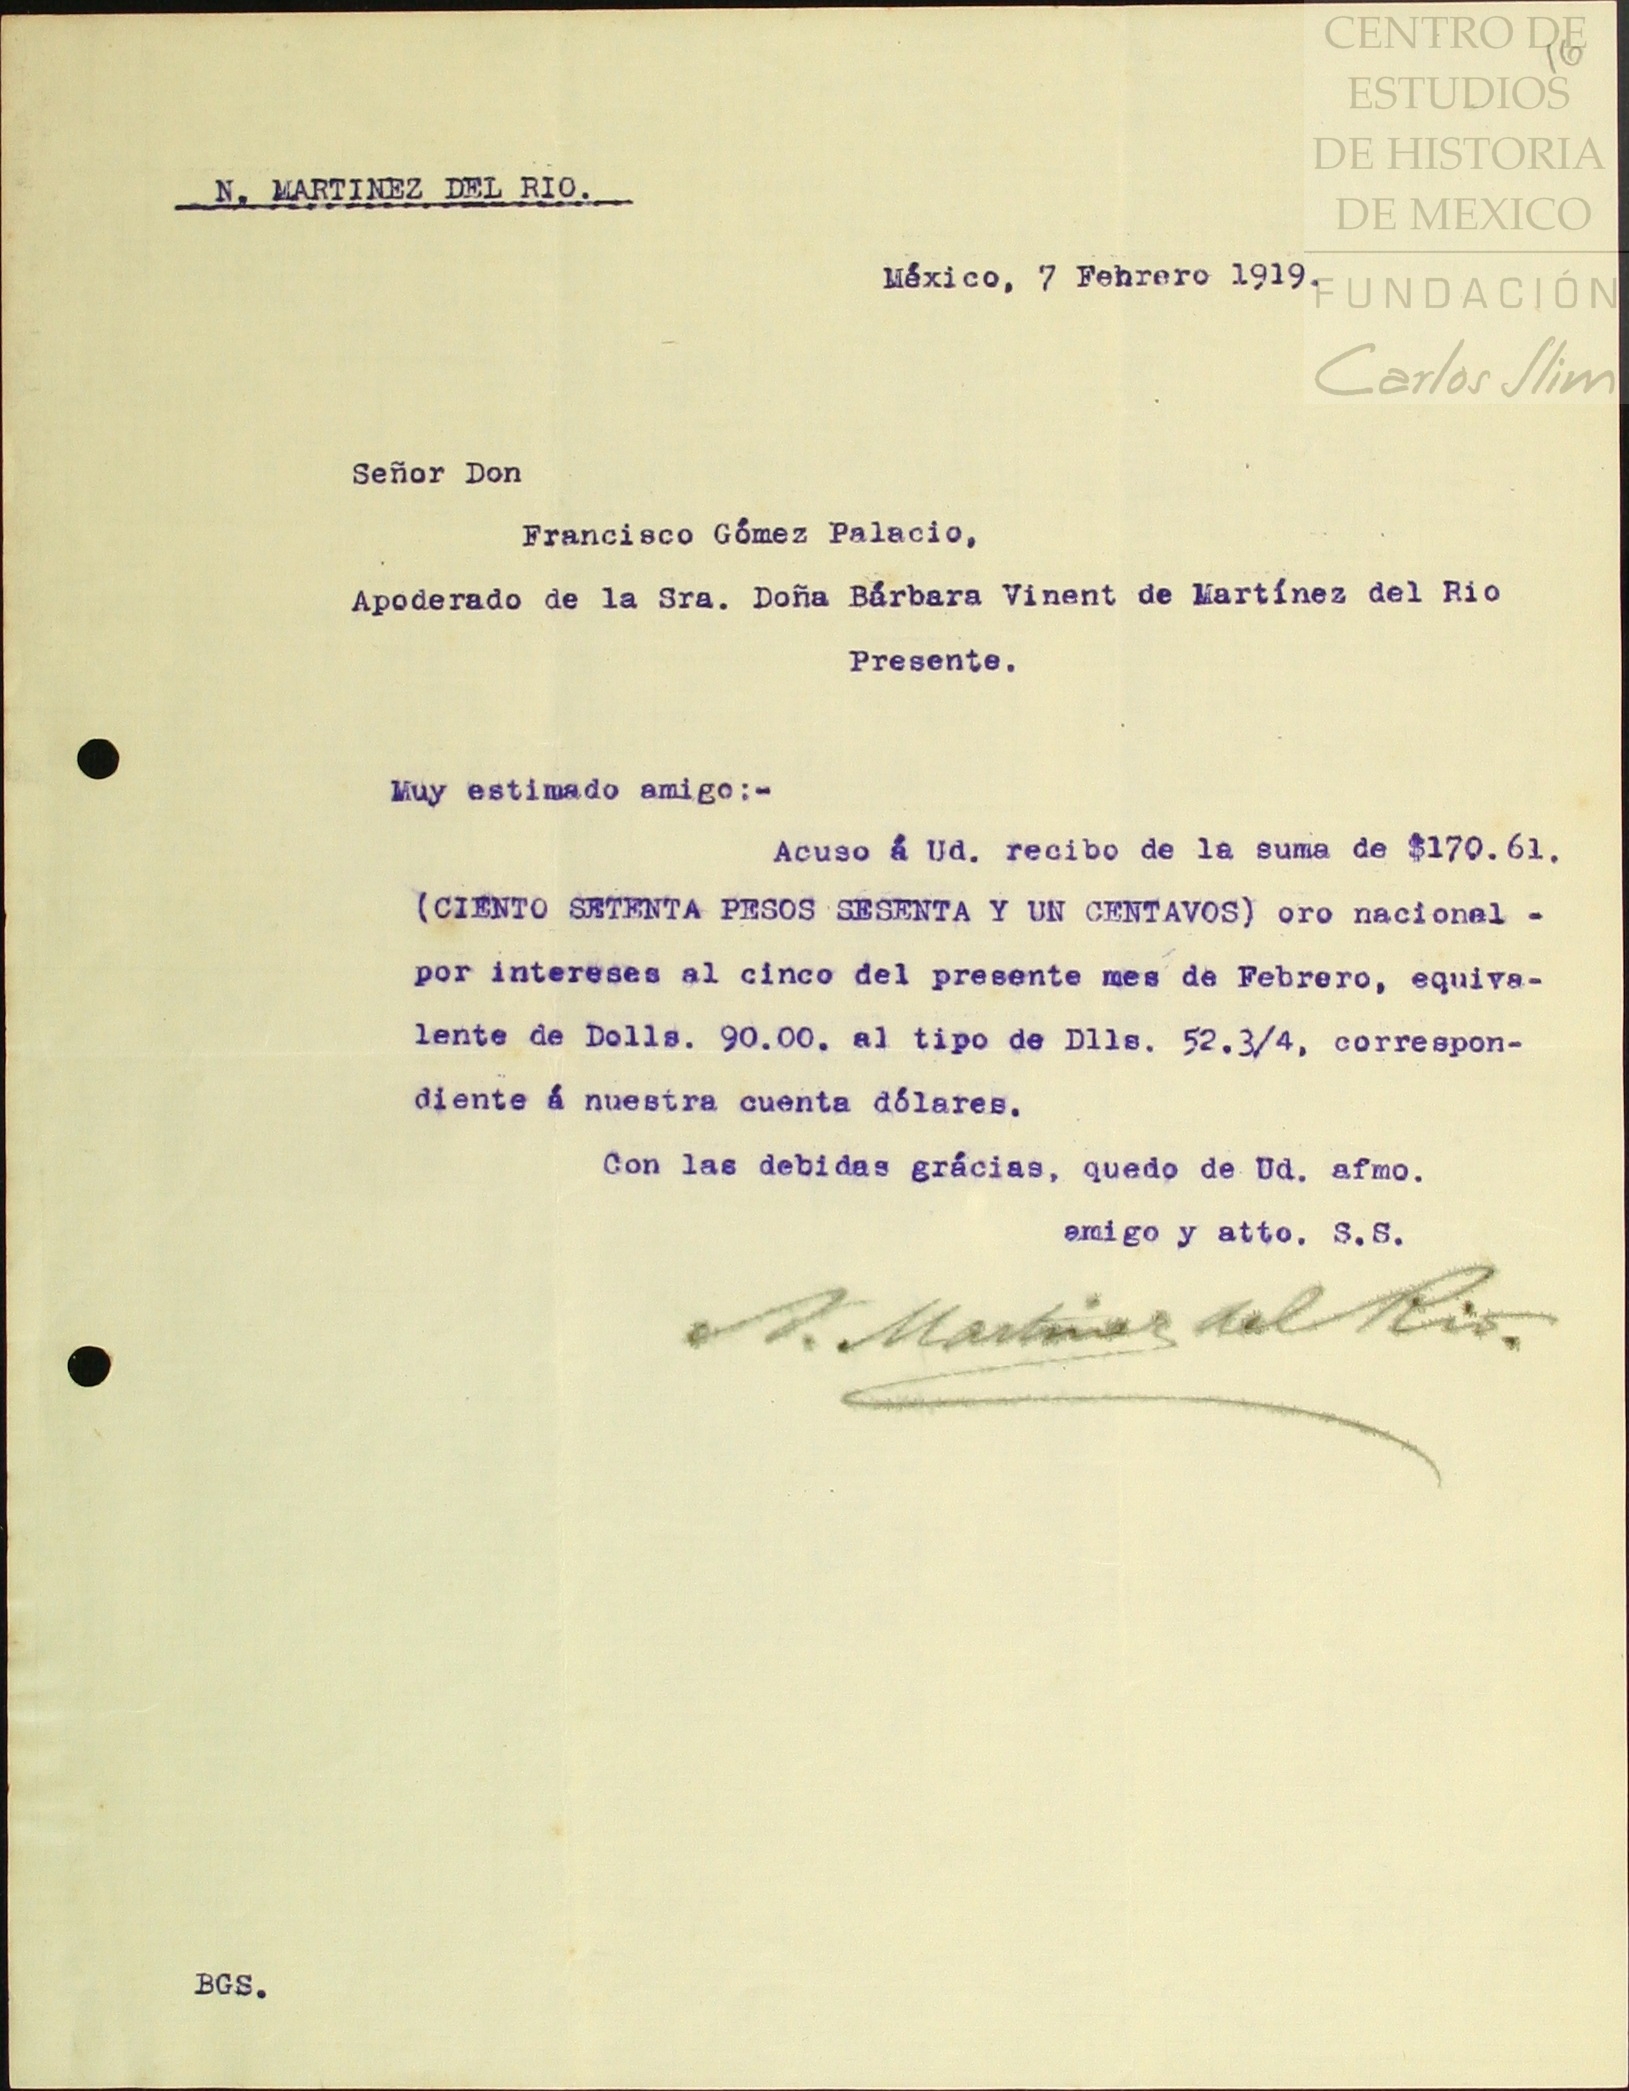 CENTRO DE
16
ESTUDIOS
DE HISTORIA
DE MEXICO
FUNDACIÓN
Carlos Slim
N. MARTINEZ DEL RIO.
México, 7 Fehrero 1919.
Señor Don
Francisco Gómez Palacio,
Apoderado de la Sra. Doña Bárbara Vinent de Martínez del Rio
Presente.
Muy estimado amigo:-
Acuso á Ud. recibo de la suma de $170.61.
(CIENTO SETENTA PESOS SESENTA Y UN CENTAVOS) oro nacional -
por intereses al cinco del presente mes de Febrero, equiva-
lente de Dolls. 90.00. al tipo de Dlls. 52.3/4, correspon-
diente á nuestra cuenta dólares.
Con las debidas grácias, quedo de Ud. afmo.
amigo y atto. S.S.
N. Martinez del Rio.
BGS.